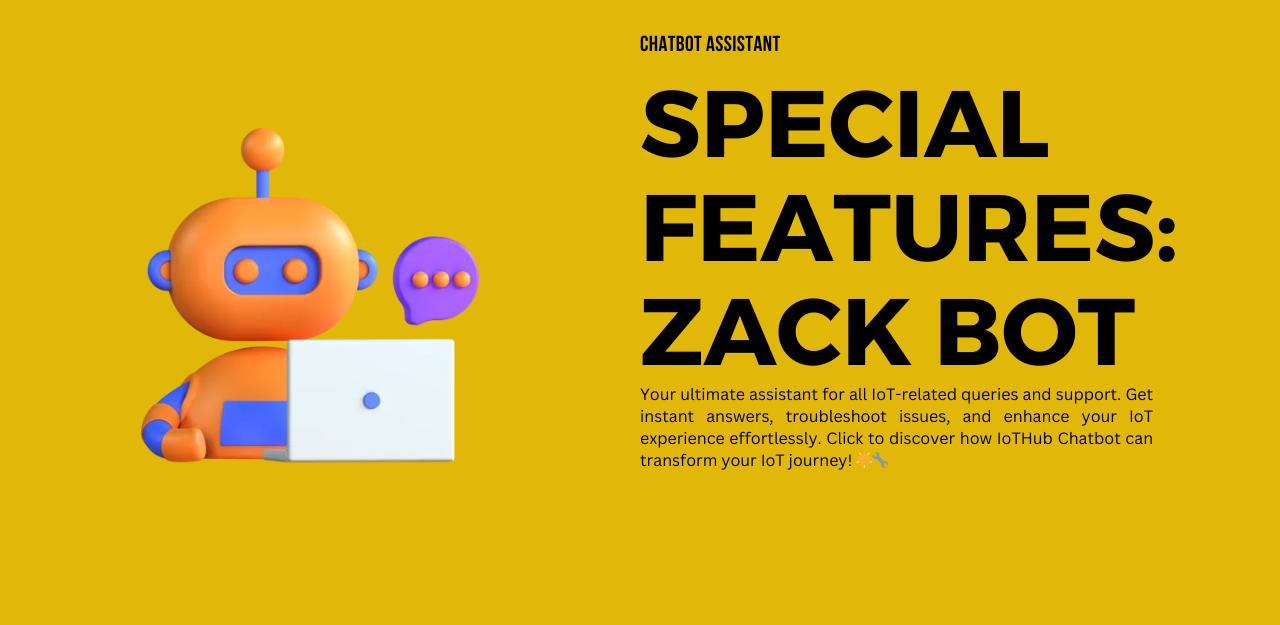 CHATBOT ASSISTANT
SPECIAL
FEATURES:
ZACK BOT
Your ultimate assistant for all IoT-related queries and support. Get
instant answers, troubleshoot issues, and enhance your IoT
experience effortlessly. Click to discover how IoTHub Chatbot can
transform your IoT journey! ☀️🔧